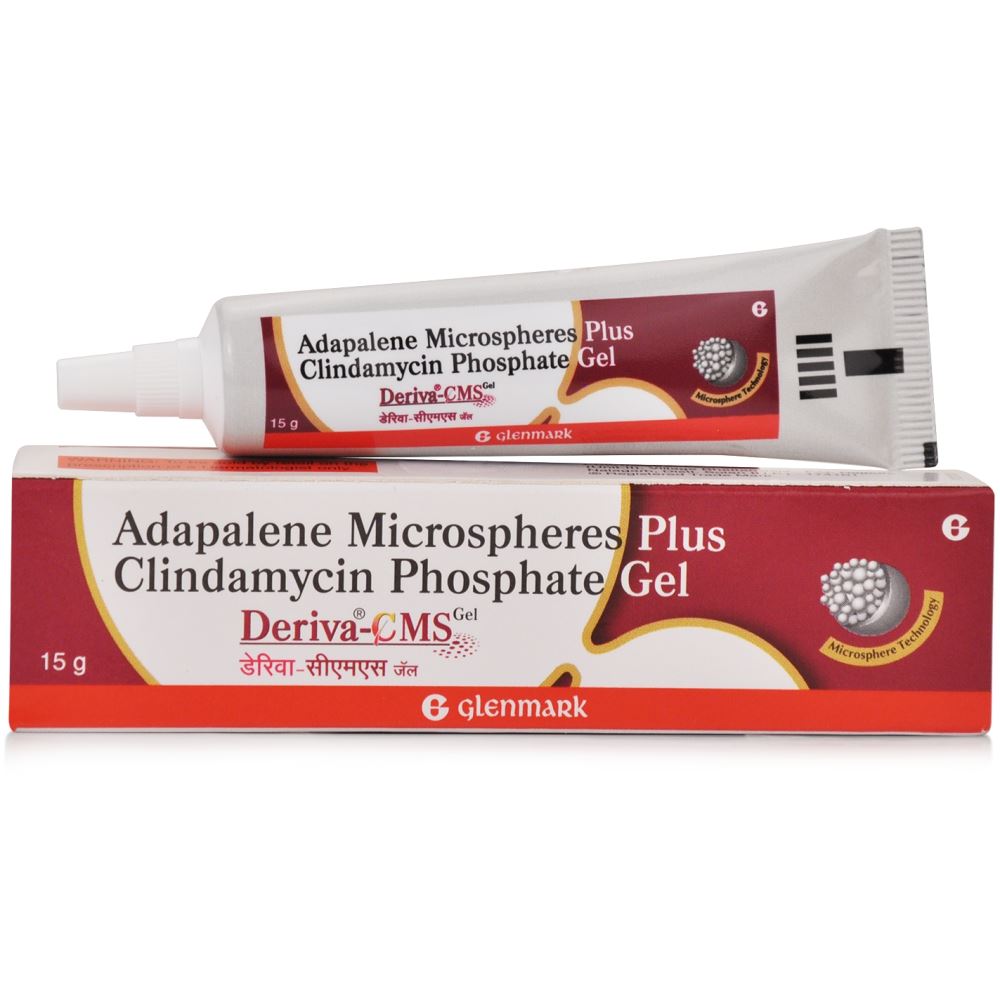 Adapalene Microspheres Plus
Clindamycin Phosphate Gel
Deriva®-CMS Gel
डेरिवा-सीएमएस जॅल
15 g
Microsphere Technology
G glenmark
Adapalene Microspheres Plus
Clindamycin Phosphate Gel
Deriva®-CMS Gel
डेरिवा-सीएमएस जॅल
15 g
Microsphere Technology
G glenmark